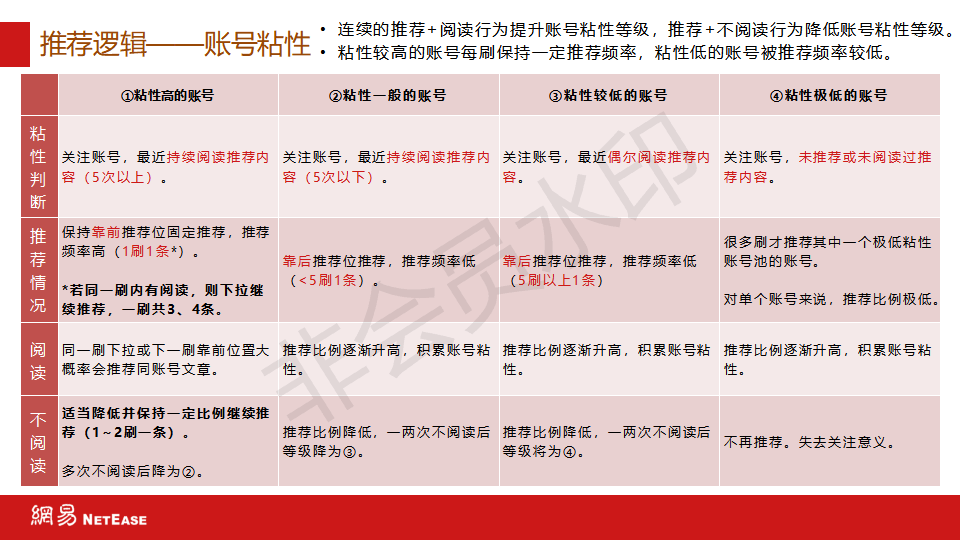 推荐逻辑——账号粘性
• 连续的推荐+阅读行为提升账号粘性等级，推荐+不阅读行为降低账号粘性等级。
• 粘性较高的账号每刷保持一定推荐频率，粘性低的账号被推荐频率较低。
①粘性高的账号
②粘性一般的账号
③粘性较低的账号
④粘性极低的账号
粘
性
判
断
关注账号，最近持续阅读推荐内
容（5次以上）。
关注账号，最近持续阅读推荐内
容（5次以下）。
关注账号，最近偶尔阅读推荐内
容。
关注账号，未推荐或未阅读过推
荐内容。
推
荐
情
况
保持靠前推荐位固定推荐，推荐
频率高（1刷1条*）。
*若同一刷内有阅读，则下拉继
续推荐，一刷共3、4条。
靠后推荐位推荐，推荐频率低
（<5刷1条）。
靠后推荐位推荐，推荐频率低
（5刷以上1条）
很多刷才推荐其中一个极低粘性
账号池的账号。
对单个账号来说，推荐比例极低。
阅
读
同一刷下拉或下一刷靠前位置大
概率会推荐同账号文章。
推荐比例逐渐升高，积累账号粘
性。
推荐比例逐渐升高，积累账号粘
性。
推荐比例逐渐升高，积累账号粘
性。
不
阅
读
适当降低并保持一定比例继续推
荐（1～2刷一条）。
多次不阅读后降为②。
推荐比例降低，一两次不阅读后
等级降为③。
推荐比例降低，一两次不阅读后
等级将为④。
不再推荐。失去关注意义。
非会员水印
網易 NETEASE